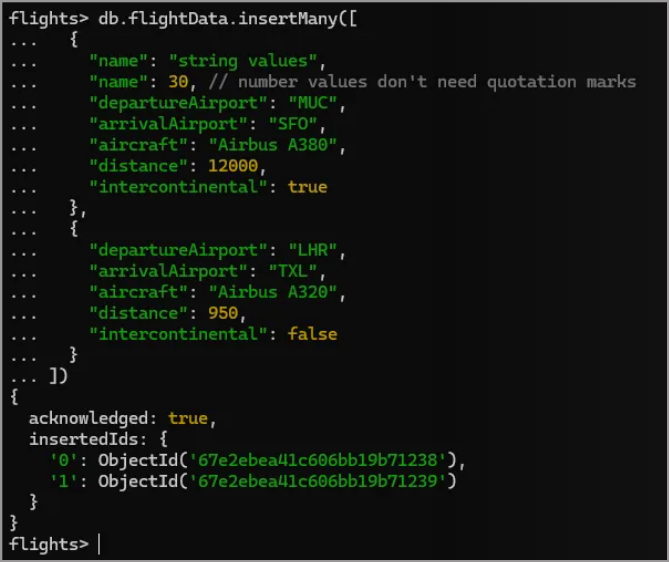 flights> db.flightData.insertMany([
...   {
...     "name": "string values",
...     "name": 30, // number values don't need quotation marks
...     "departureAirport": "MUC",
...     "arrivalAirport": "SFO",
...     "aircraft": "Airbus A380",
...     "distance": 12000,
...     "intercontinental": true
...   },
...   {
...     "departureAirport": "LHR",
...     "arrivalAirport": "TXL",
...     "aircraft": "Airbus A320",
...     "distance": 950,
...     "intercontinental": false
...   }
... ])
{
  acknowledged: true,
  insertedIds: {
    '0': ObjectId('67e2ebea41c606bb19b71238'),
    '1': ObjectId('67e2ebea41c606bb19b71239')
  }
}
flights>